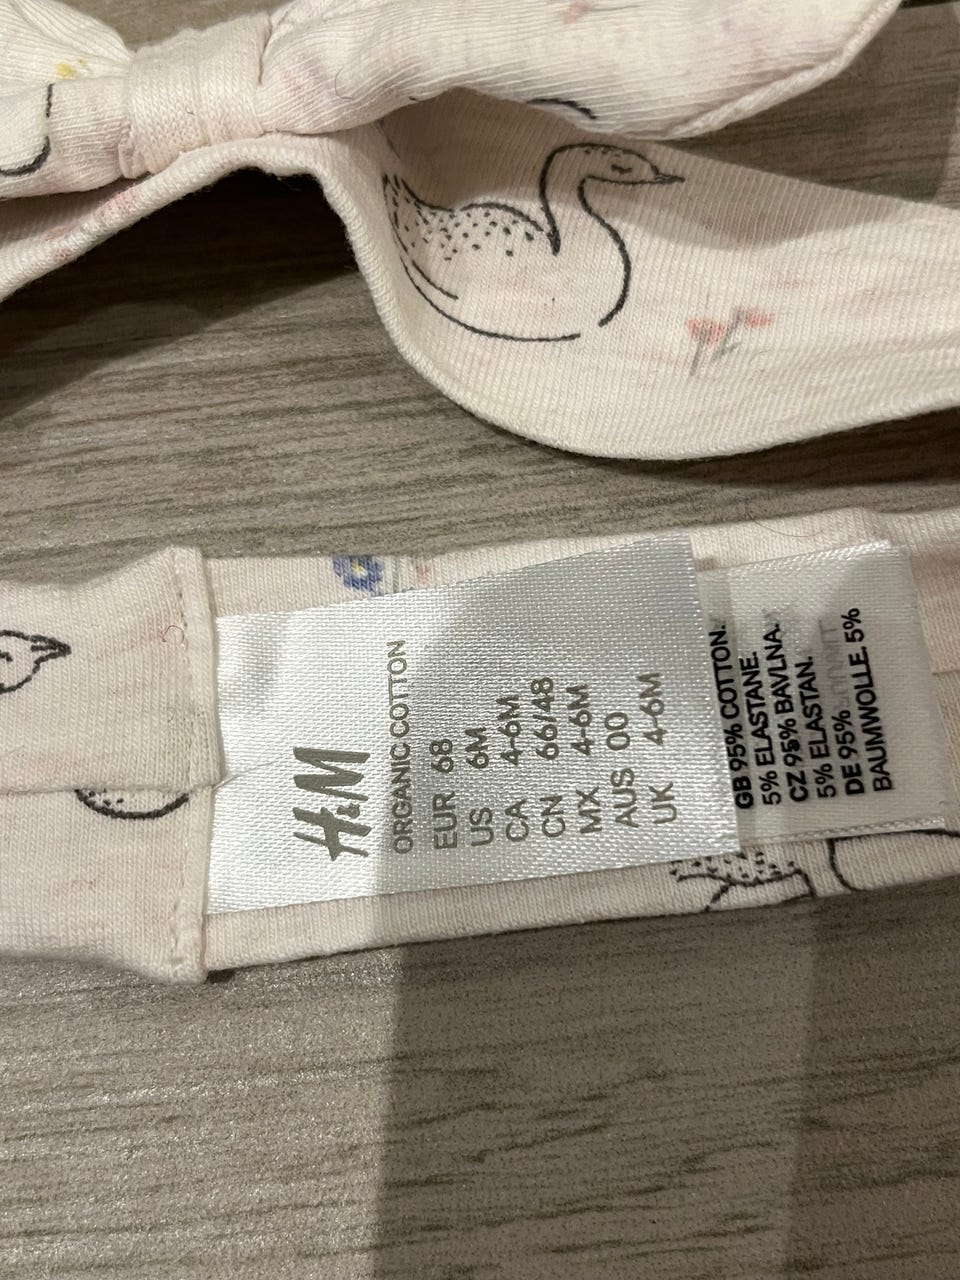 H&M
ORGANIC COTTON
EUR 68
US 6M
CA 4-6M
CN 66/48
MX 4-6M
AUS 00
UK 4-6M
GB 95% COTTON.
5% ELASTANE.
CZ 95% BAVLNA.
5% ELASTAN.
DE 95%
BAUMWOLLE. 5%